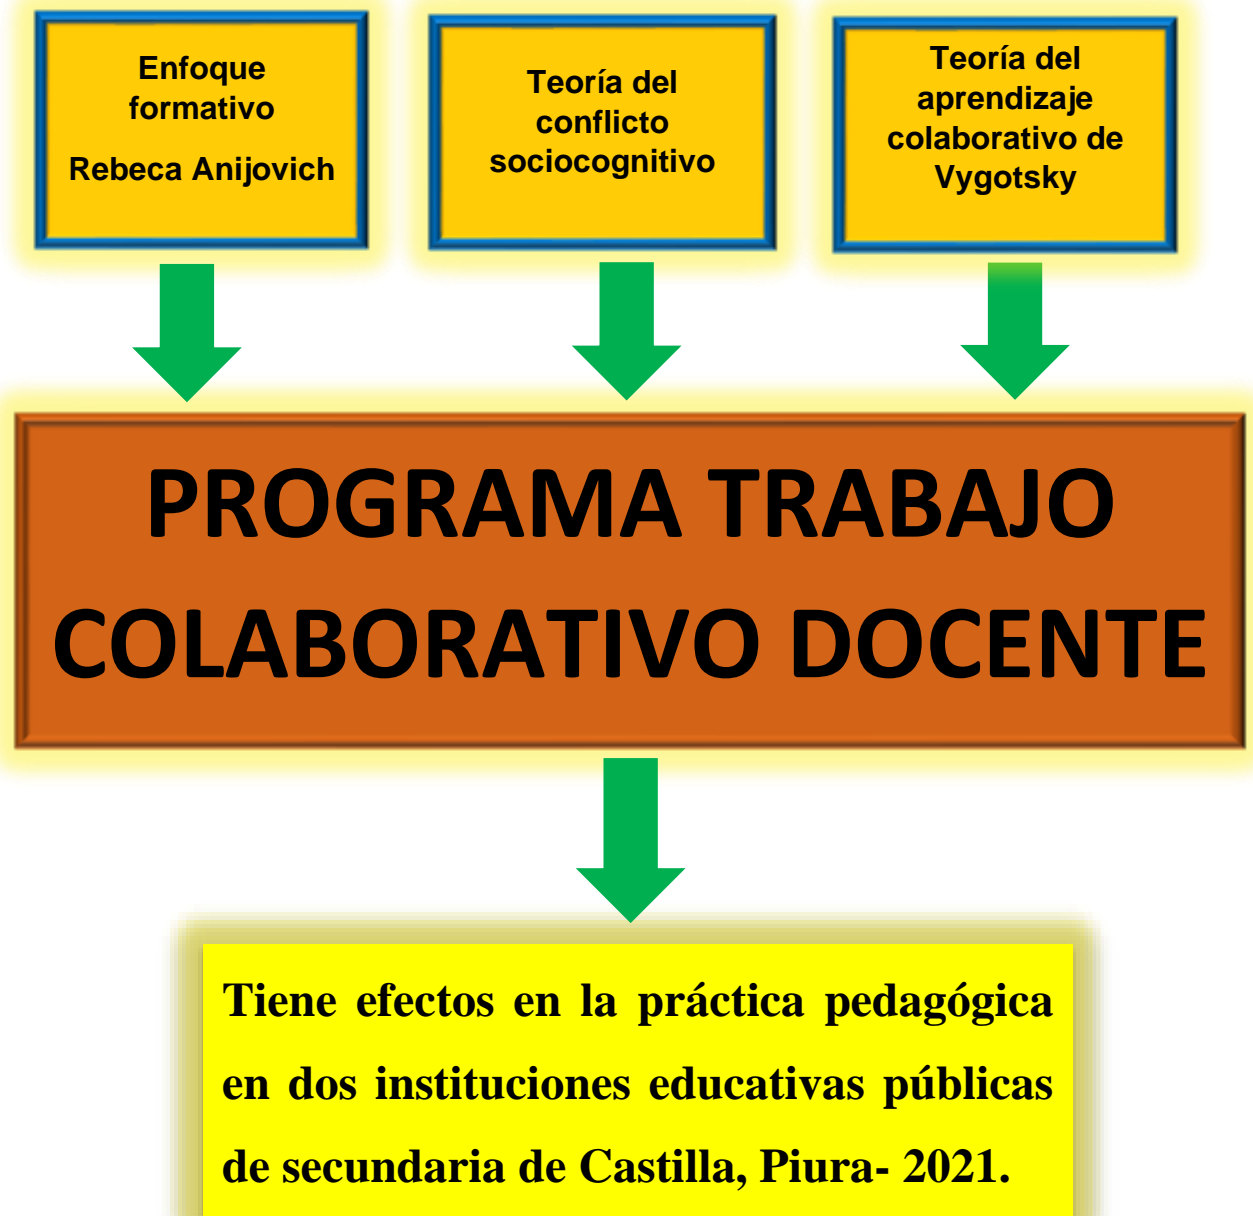 Enfoque
formativo
Rebeca Anijovich
Teoría del
conflicto
sociocognitivo
Teoría del
aprendizaje
colaborativo de
Vygotsky
PROGRAMA TRABAJO
COLABORATIVO DOCENTE
Tiene efectos en la práctica pedagógica
en dos instituciones educativas públicas
de secundaria de Castilla, Piura- 2021.